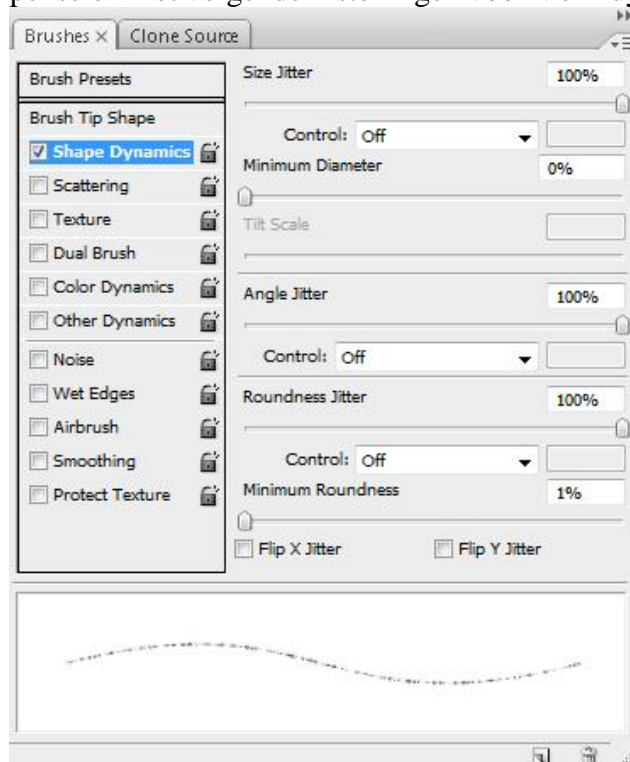 Brushes × Clone Source
Brush Presets
Brush Tip Shape
Shape Dynamics
Scattering
Texture
Dual Brush
Color Dynamics
Other Dynamics
Noise
Wet Edges
Airbrush
Smoothing
Protect Texture
Size Jitter 100%
Control: Off
Minimum Diameter 0%
Tilt Scale
Angle Jitter 100%
Control: Off
Roundness Jitter 100%
Control: Off
Minimum Roundness 1%
Flip X Jitter Flip Y Jitter